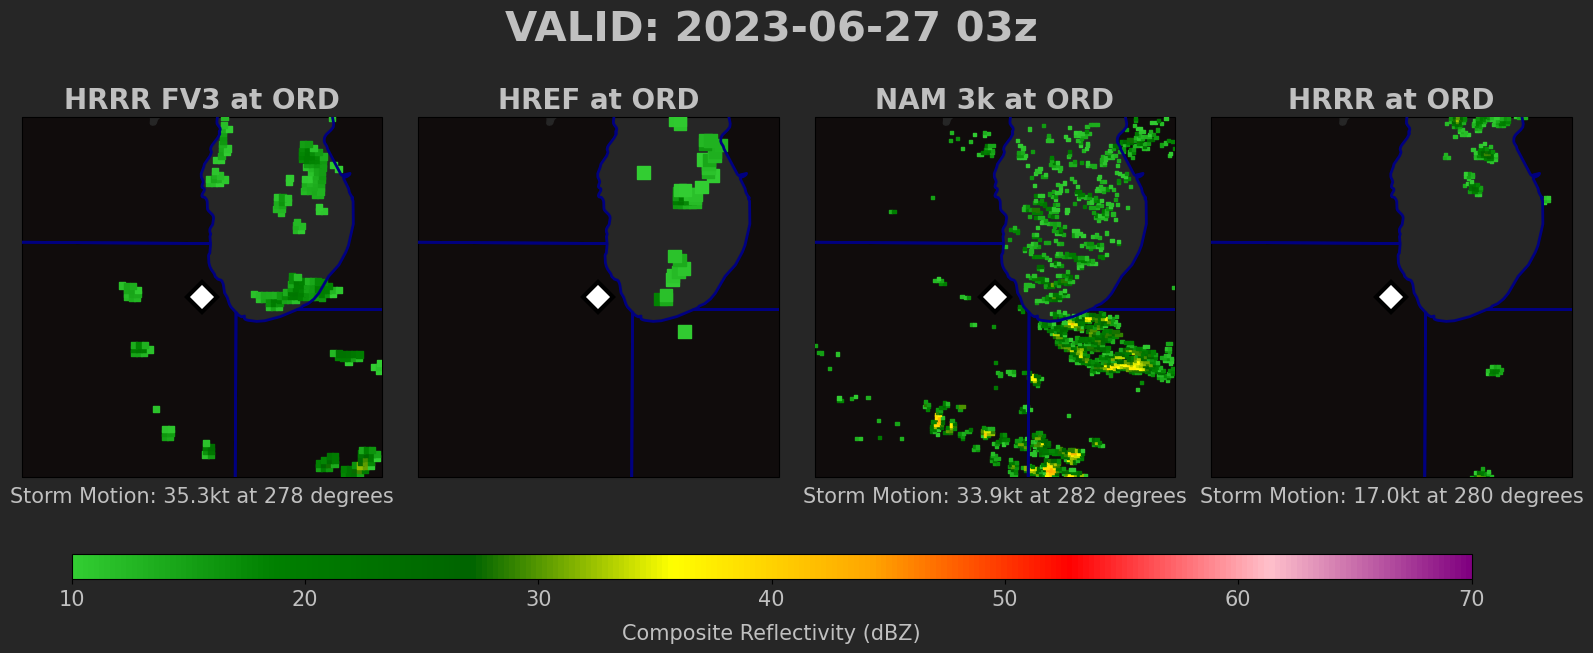 VALID: 2023-06-27 03z
HRRR FV3 at ORD
HREF at ORD
NAM 3k at ORD
HRRR at ORD
Storm Motion: 35.3kt at 278 degrees
Storm Motion: 33.9kt at 282 degrees
Storm Motion: 17.0kt at 280 degrees
10 20 30 40 50 60 70
Composite Reflectivity (dBZ)